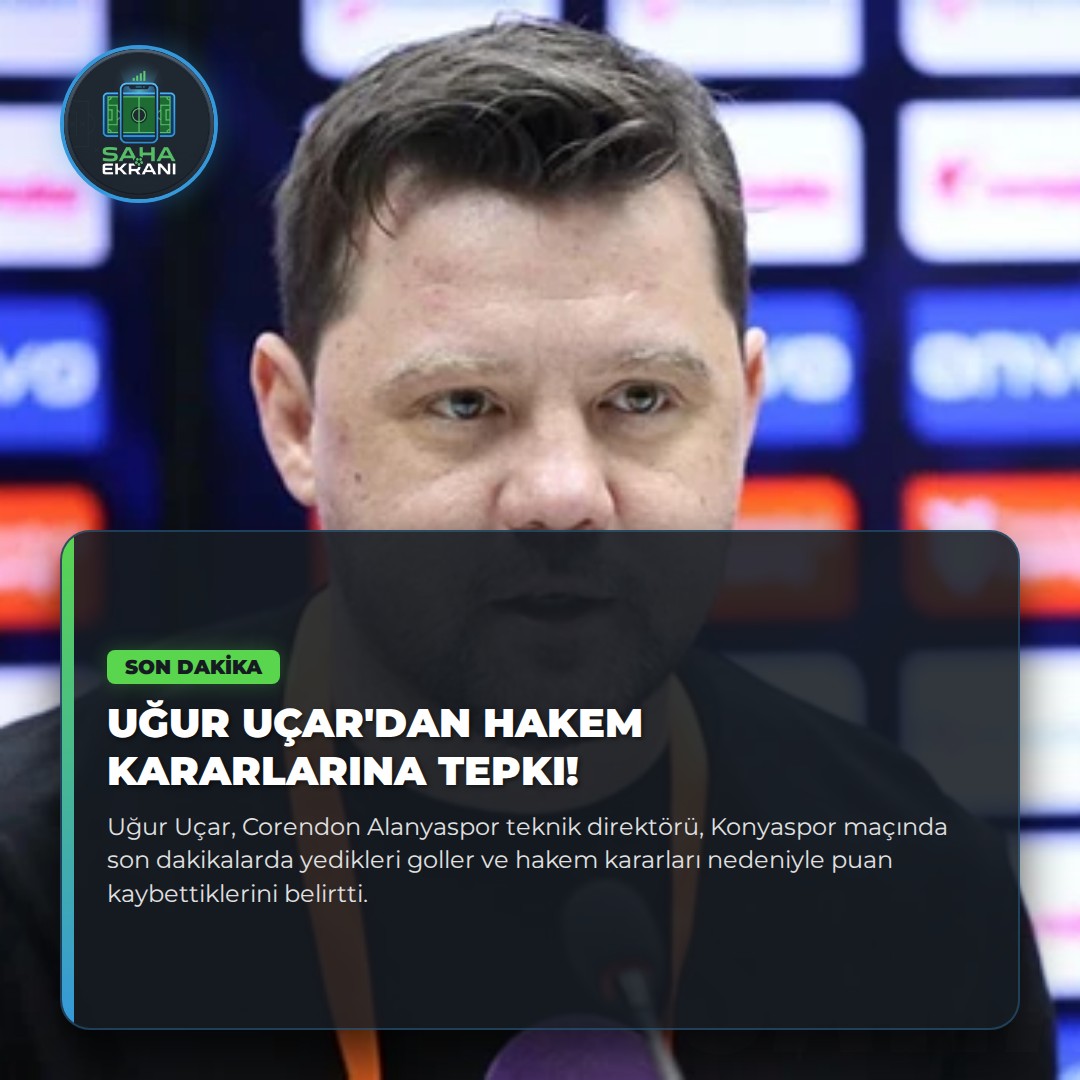 SAHA
EKRANI
SON DAKİKA
UĞUR UÇAR'DAN HAKEM
KARARLARINA TEPKI!
Uğur Uçar, Corendon Alanyaspor teknik direktörü, Konyaspor maçında
son dakikalarda yedikleri goller ve hakem kararları nedeniyle puan
kaybettiklerini belirtti.